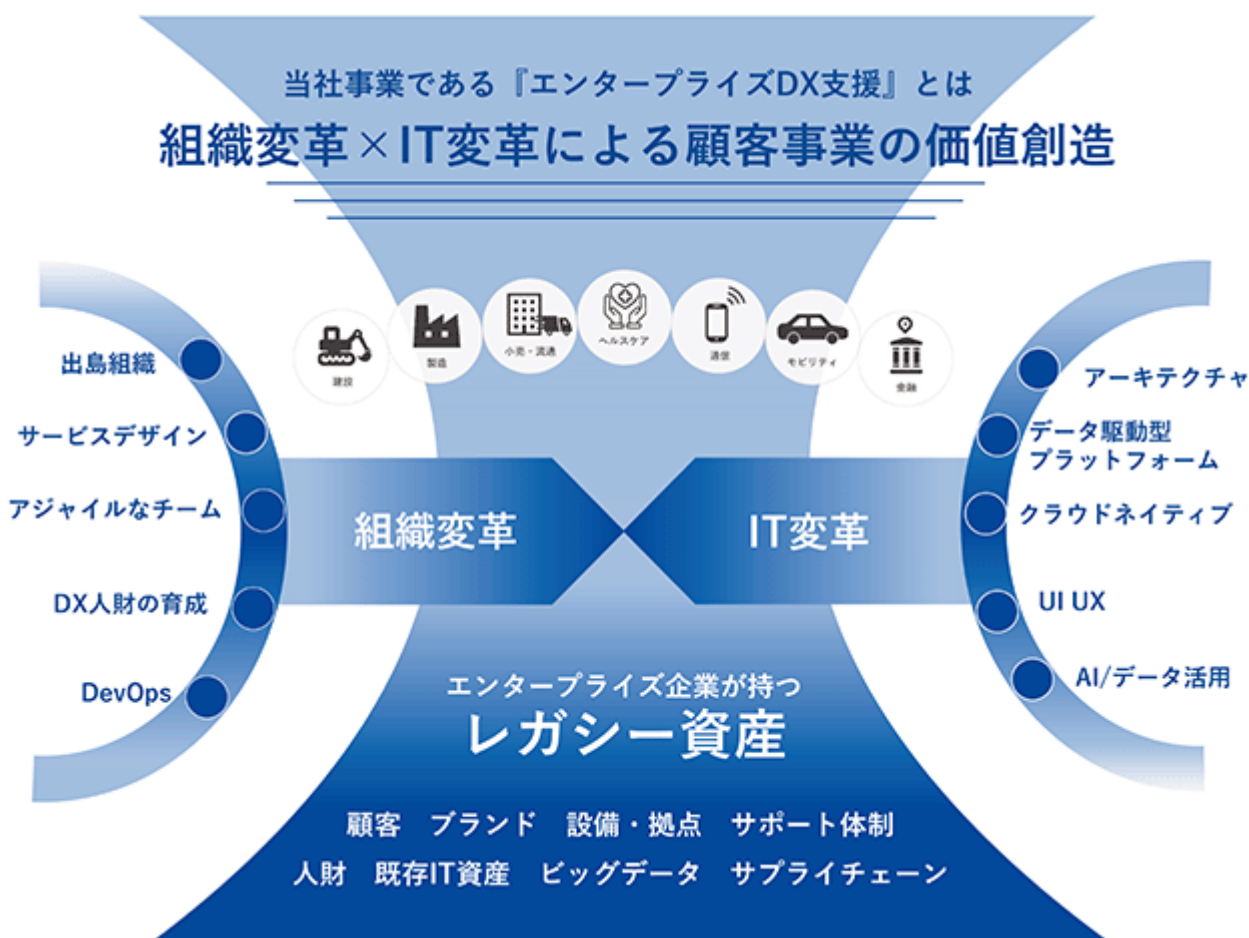 当社事業である『エンタープライズDX支援』とは
組織変革×IT変革による顧客事業の価値創造
建設
製造
小売・流通
ヘルスケア
通信
モビリティ
金融
出島組織
サービスデザイン
アジャイルなチーム
DX人財の育成
DevOps
組織変革
IT変革
アーキテクチャ
データ駆動型
プラットフォーム
クラウドネイティブ
UI UX
AI/データ活用
エンタープライズ企業が持つ
レガシー資産
顧客 ブランド 設備・拠点 サポート体制
人財 既存IT資産 ビッグデータ サプライチェーン